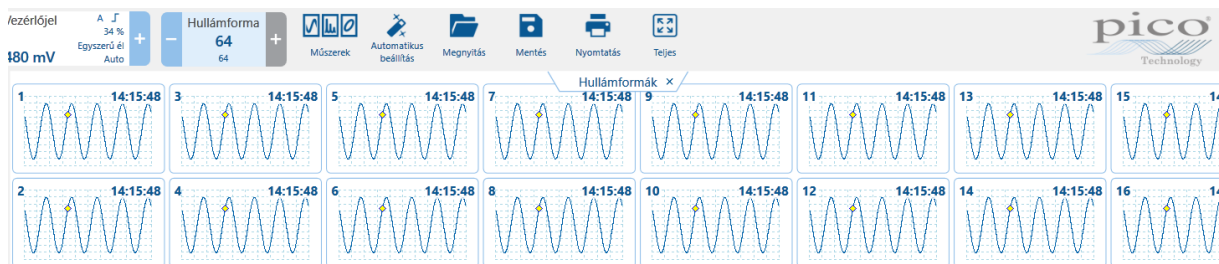 Vezérlőjel
A
34 %
Egyszerű él
480 mV
Auto
+
−
Hullámforma
64
64
+
Műszerek
Automatikus
beállítás
Megnyitás
Mentés
Nyomtatás
Teljes
pico
Technology
Hullámformák ×
1 14:15:48
3 14:15:48
5 14:15:48
7 14:15:48
9 14:15:48
11 14:15:48
13 14:15:48
15 14
2 14:15:48
4 14:15:48
6 14:15:48
8 14:15:48
10 14:15:48
12 14:15:48
14 14:15:48
16 14